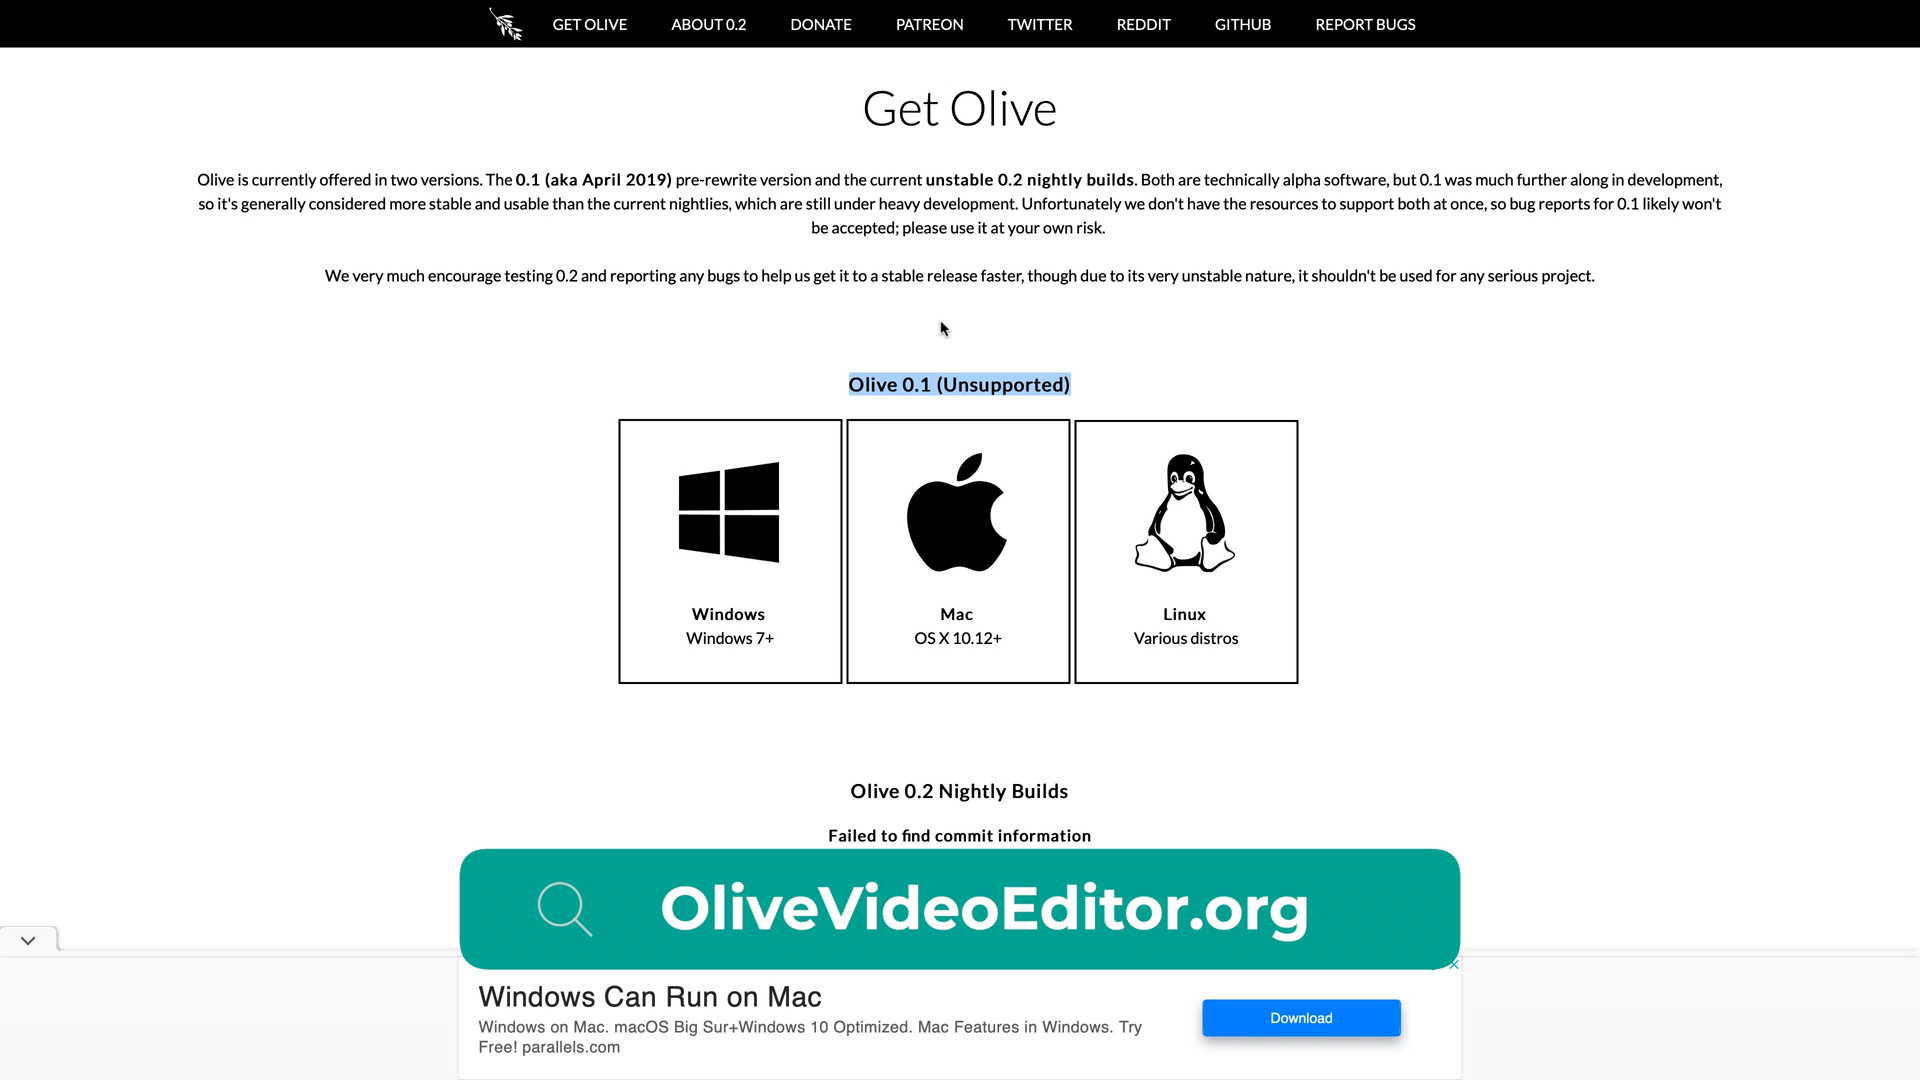 GET OLIVE ABOUT 0.2 DONATE PATREON TWITTER REDDIT GITHUB REPORT BUGS
Get Olive
Olive is currently offered in two versions. The 0.1 (aka April 2019) pre-rewrite version and the current unstable 0.2 nightly builds. Both are technically alpha software, but 0.1 was much further along in development,
so it's generally considered more stable and usable than the current nightlies, which are still under heavy development. Unfortunately we don't have the resources to support both at once, so bug reports for 0.1 likely won't
be accepted; please use it at your own risk.
We very much encourage testing 0.2 and reporting any bugs to help us get it to a stable release faster, though due to its very unstable nature, it shouldn't be used for any serious project.
Olive 0.1 (Unsupported)
Windows Mac Linux
Windows 7+ OS X 10.12+ Various distros
Olive 0.2 Nightly Builds
Failed to find commit information
OliveVideoEditor.org
Windows Can Run on Mac
Windows on Mac. macOS Big Sur+Windows 10 Optimized. Mac Features in Windows. Try
Free! parallels.com
Download